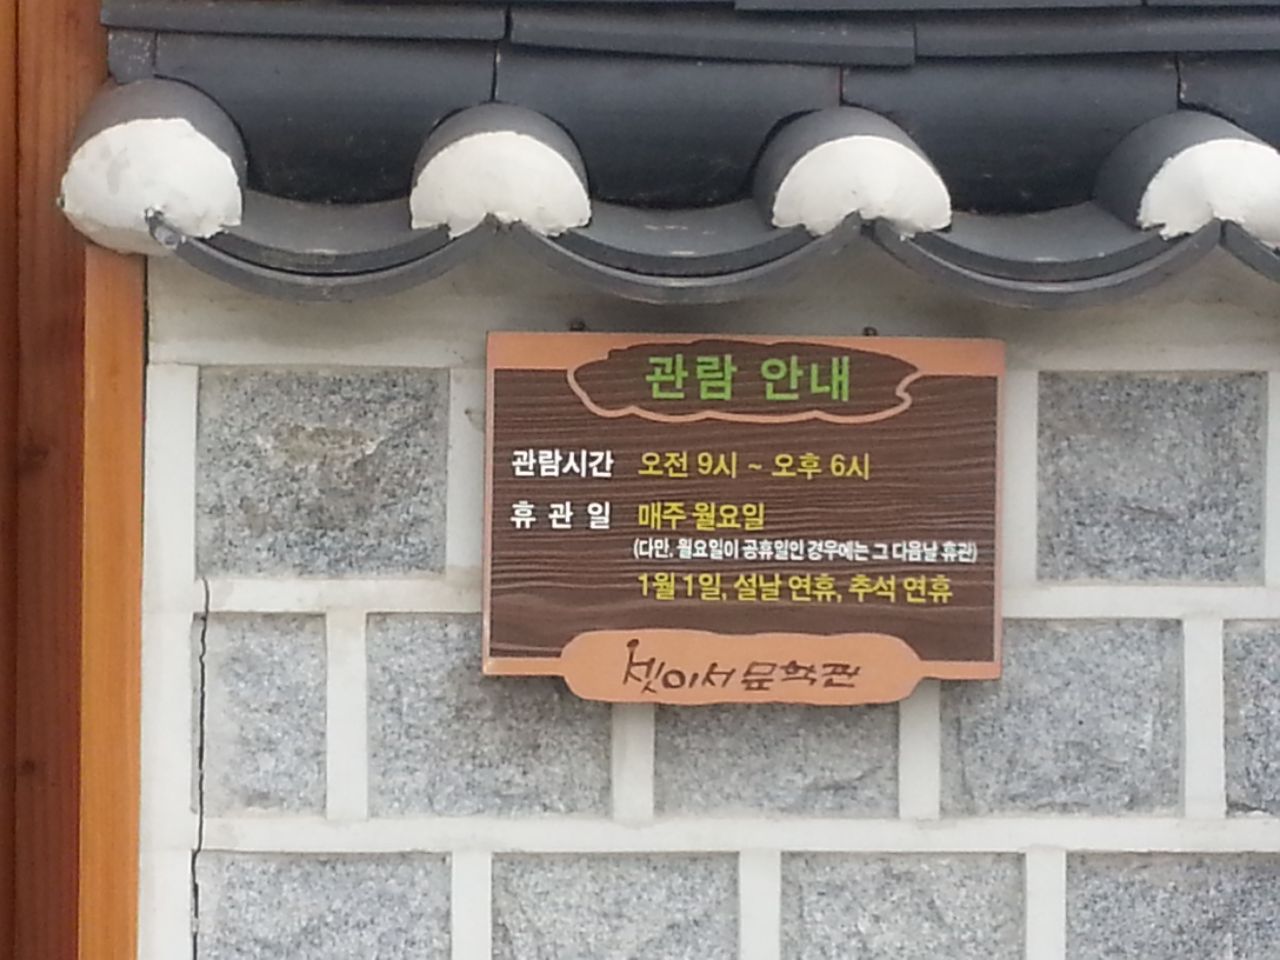 관람 안내
관람시간 오전 9시 ~ 오후 6시
휴 관 일 매주 월요일
(다만, 월요일이 공휴일인 경우에는 그 다음날 휴관)
1월 1일, 설날 연휴, 추석 연휴
문학관